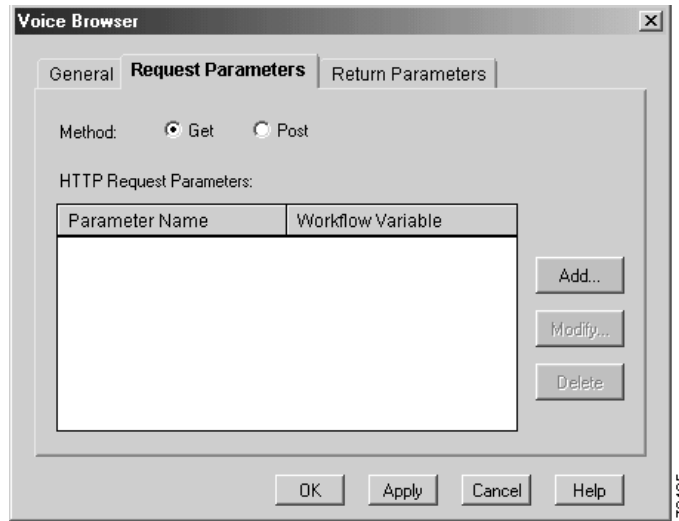 Voice Browser
General Request Parameters Return Parameters
Method: Get Post
HTTP Request Parameters:
Parameter Name Workflow Variable
Add...
Modify...
Delete
OK Apply Cancel Help